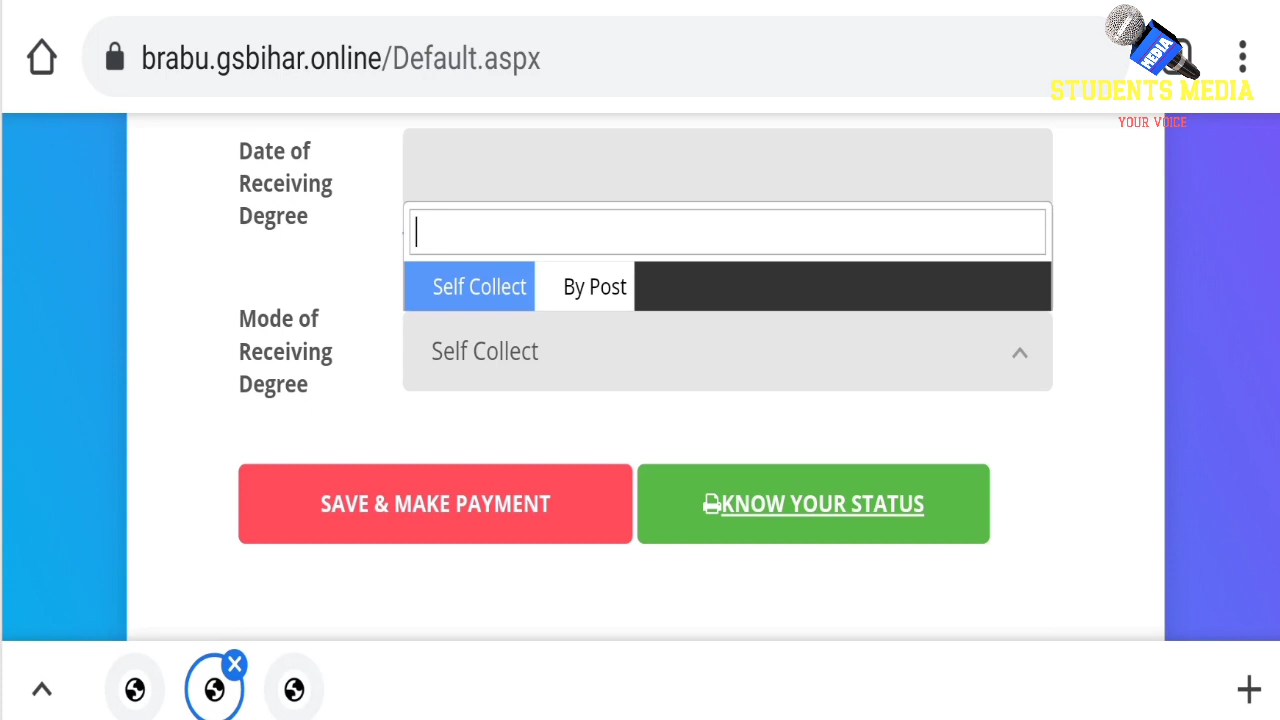 brabu.gsbihar.online/Default.aspx
MEDIA
STUDENTS MEDIA
YOUR VOICE
Date of
Receiving
Degree
Self Collect
By Post
Mode of
Receiving
Degree
Self Collect
SAVE & MAKE PAYMENT
KNOW YOUR STATUS